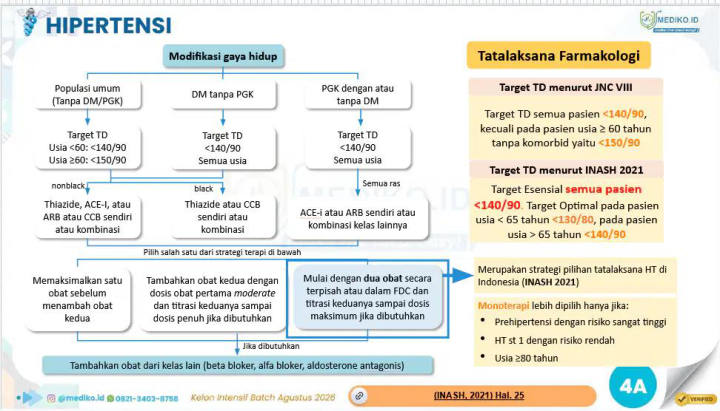 HIPERTENSI
MEDIKO.ID
Modifikasi gaya hidup
Populasi umum
(Tanpa DM/PGK)
DM tanpa PGK
PGK dengan atau
tanpa DM
Target TD
Usia <60: <140/90
Usia ≥60: <150/90
Target TD
<140/90
Semua usia
Target TD
<140/90
Semua usia
nonblack
black
Semua ras
Thiazide, ACE-I, atau
ARB atau CCB sendiri
atau kombinasi
Thiazide atau CCB
sendiri atau
kombinasi
ACE-i atau ARB sendiri atau
kombinasi kelas lainnya
Pilih salah satu dari strategi terapi di bawah
Memaksimalkan satu
obat sebelum
menambah obat
kedua
Tambahkan obat kedua dengan
dosis obat pertama moderate
dan titrasi keduanya sampai
dosis penuh jika dibutuhkan
Mulai dengan dua obat secara
terpisah atau dalam FDC dan
titrasi keduanya sampai dosis
maksimum jika dibutuhkan
Jika dibutuhkan
Tambahkan obat dari kelas lain (beta bloker, alfa bloker, aldosterone antagonis)
Tatalaksana Farmakologi
Target TD menurut JNC VIII
Target TD semua pasien <140/90,
kecuali pada pasien usia ≥ 60 tahun
tanpa komorbid yaitu <150/90
Target TD menurut INASH 2021
Target Esensial semua pasien
<140/90. Target Optimal pada pasien
usia < 65 tahun <130/80, pada pasien
usia > 65 tahun <140/90
Merupakan strategi pilihan tatalaksana HT di
Indonesia (INASH 2021)
Monoterapi lebih dipilih hanya jika:
• Prehipertensi dengan risiko sangat tinggi
• HT st 1 dengan risiko rendah
• Usia ≥80 tahun
MEDIKO.ID
@mediko.id 0821-3403-8758 Kelon Intensif Batch Agustus 2026
(INASH, 2021) Hal. 25
4A
VERIFIED